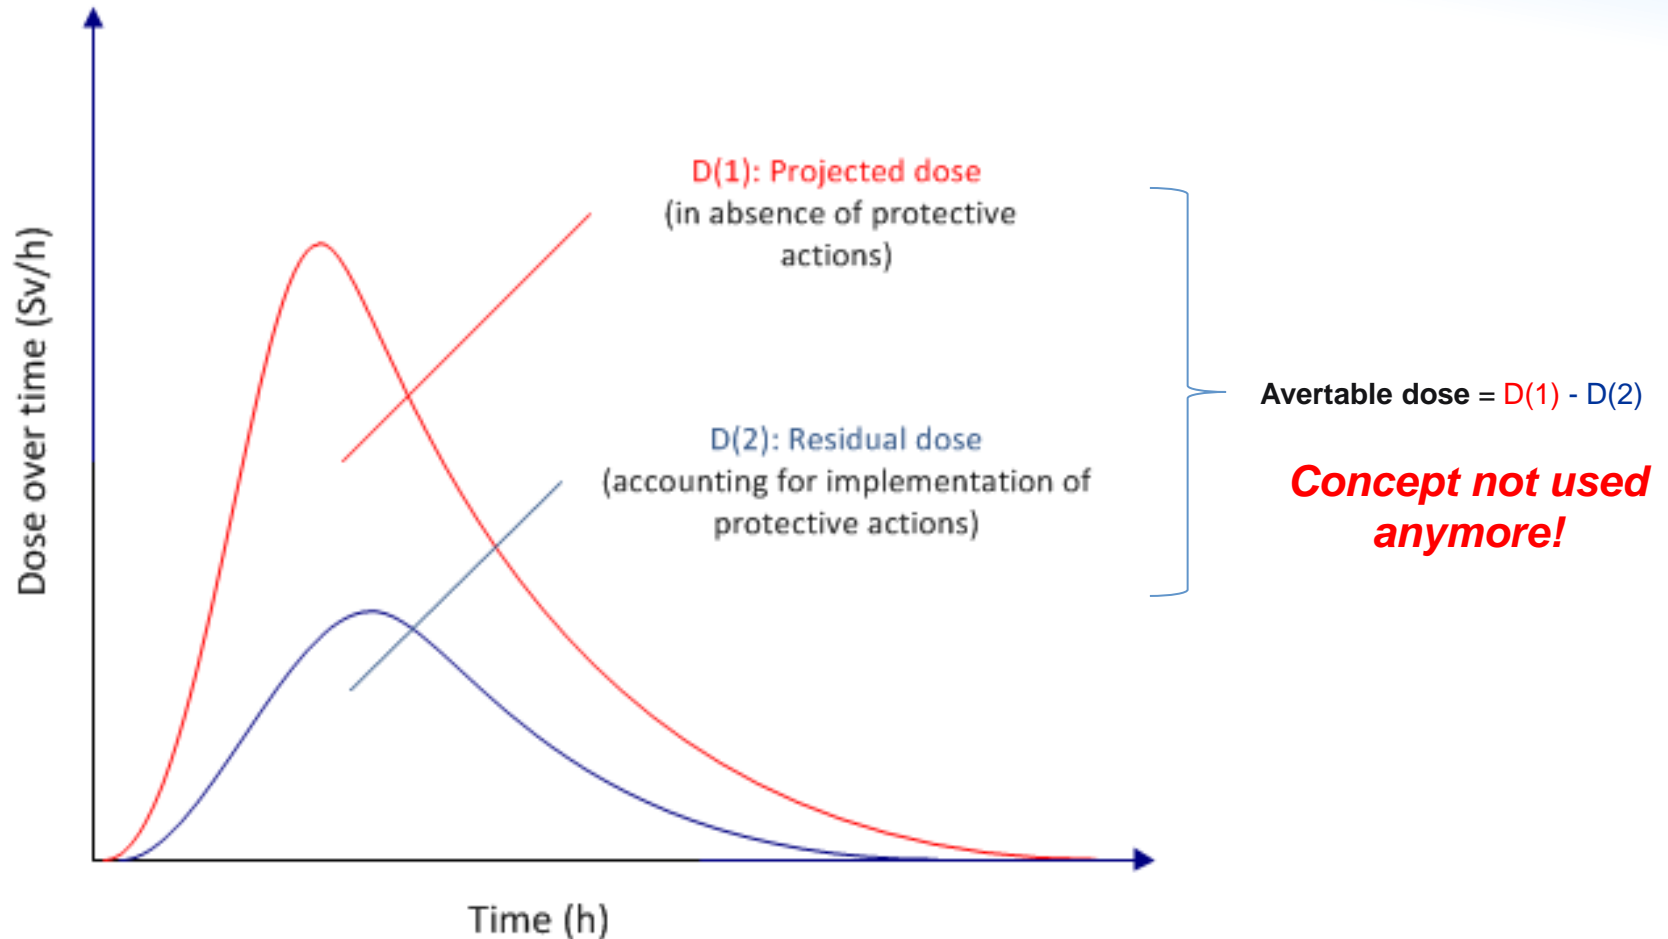 Dose over time (Sv/h)
D(1): Projected dose
(in absence of protective
actions)
D(2): Residual dose
(accounting for implementation of
protective actions)
Avertable dose = D(1) - D(2)
Concept not used
anymore!
Time (h)